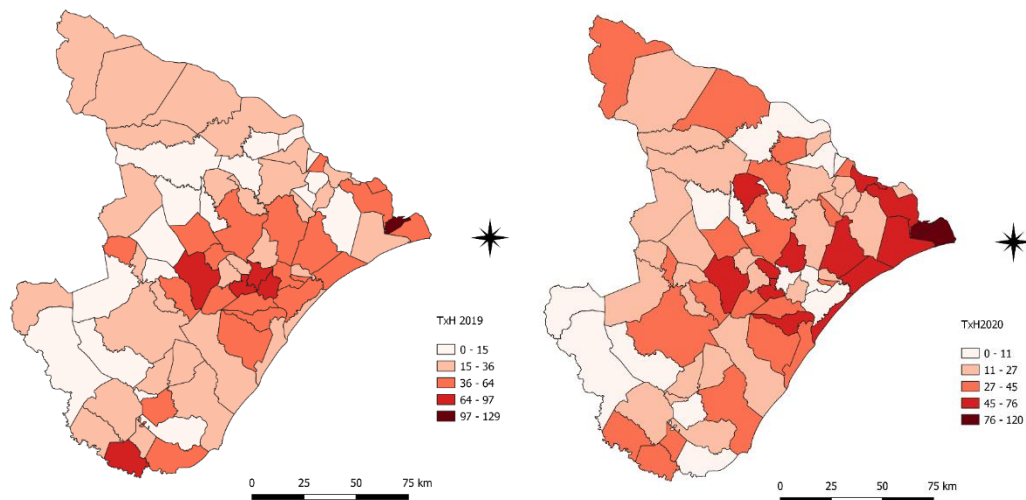 TxH 2019
0 - 15
15 - 36
36 - 64
64 - 97
97 - 129
0 25 50 75 km
TxH2020
0 - 11
11 - 27
27 - 45
45 - 76
76 - 120
0 25 50 75 km